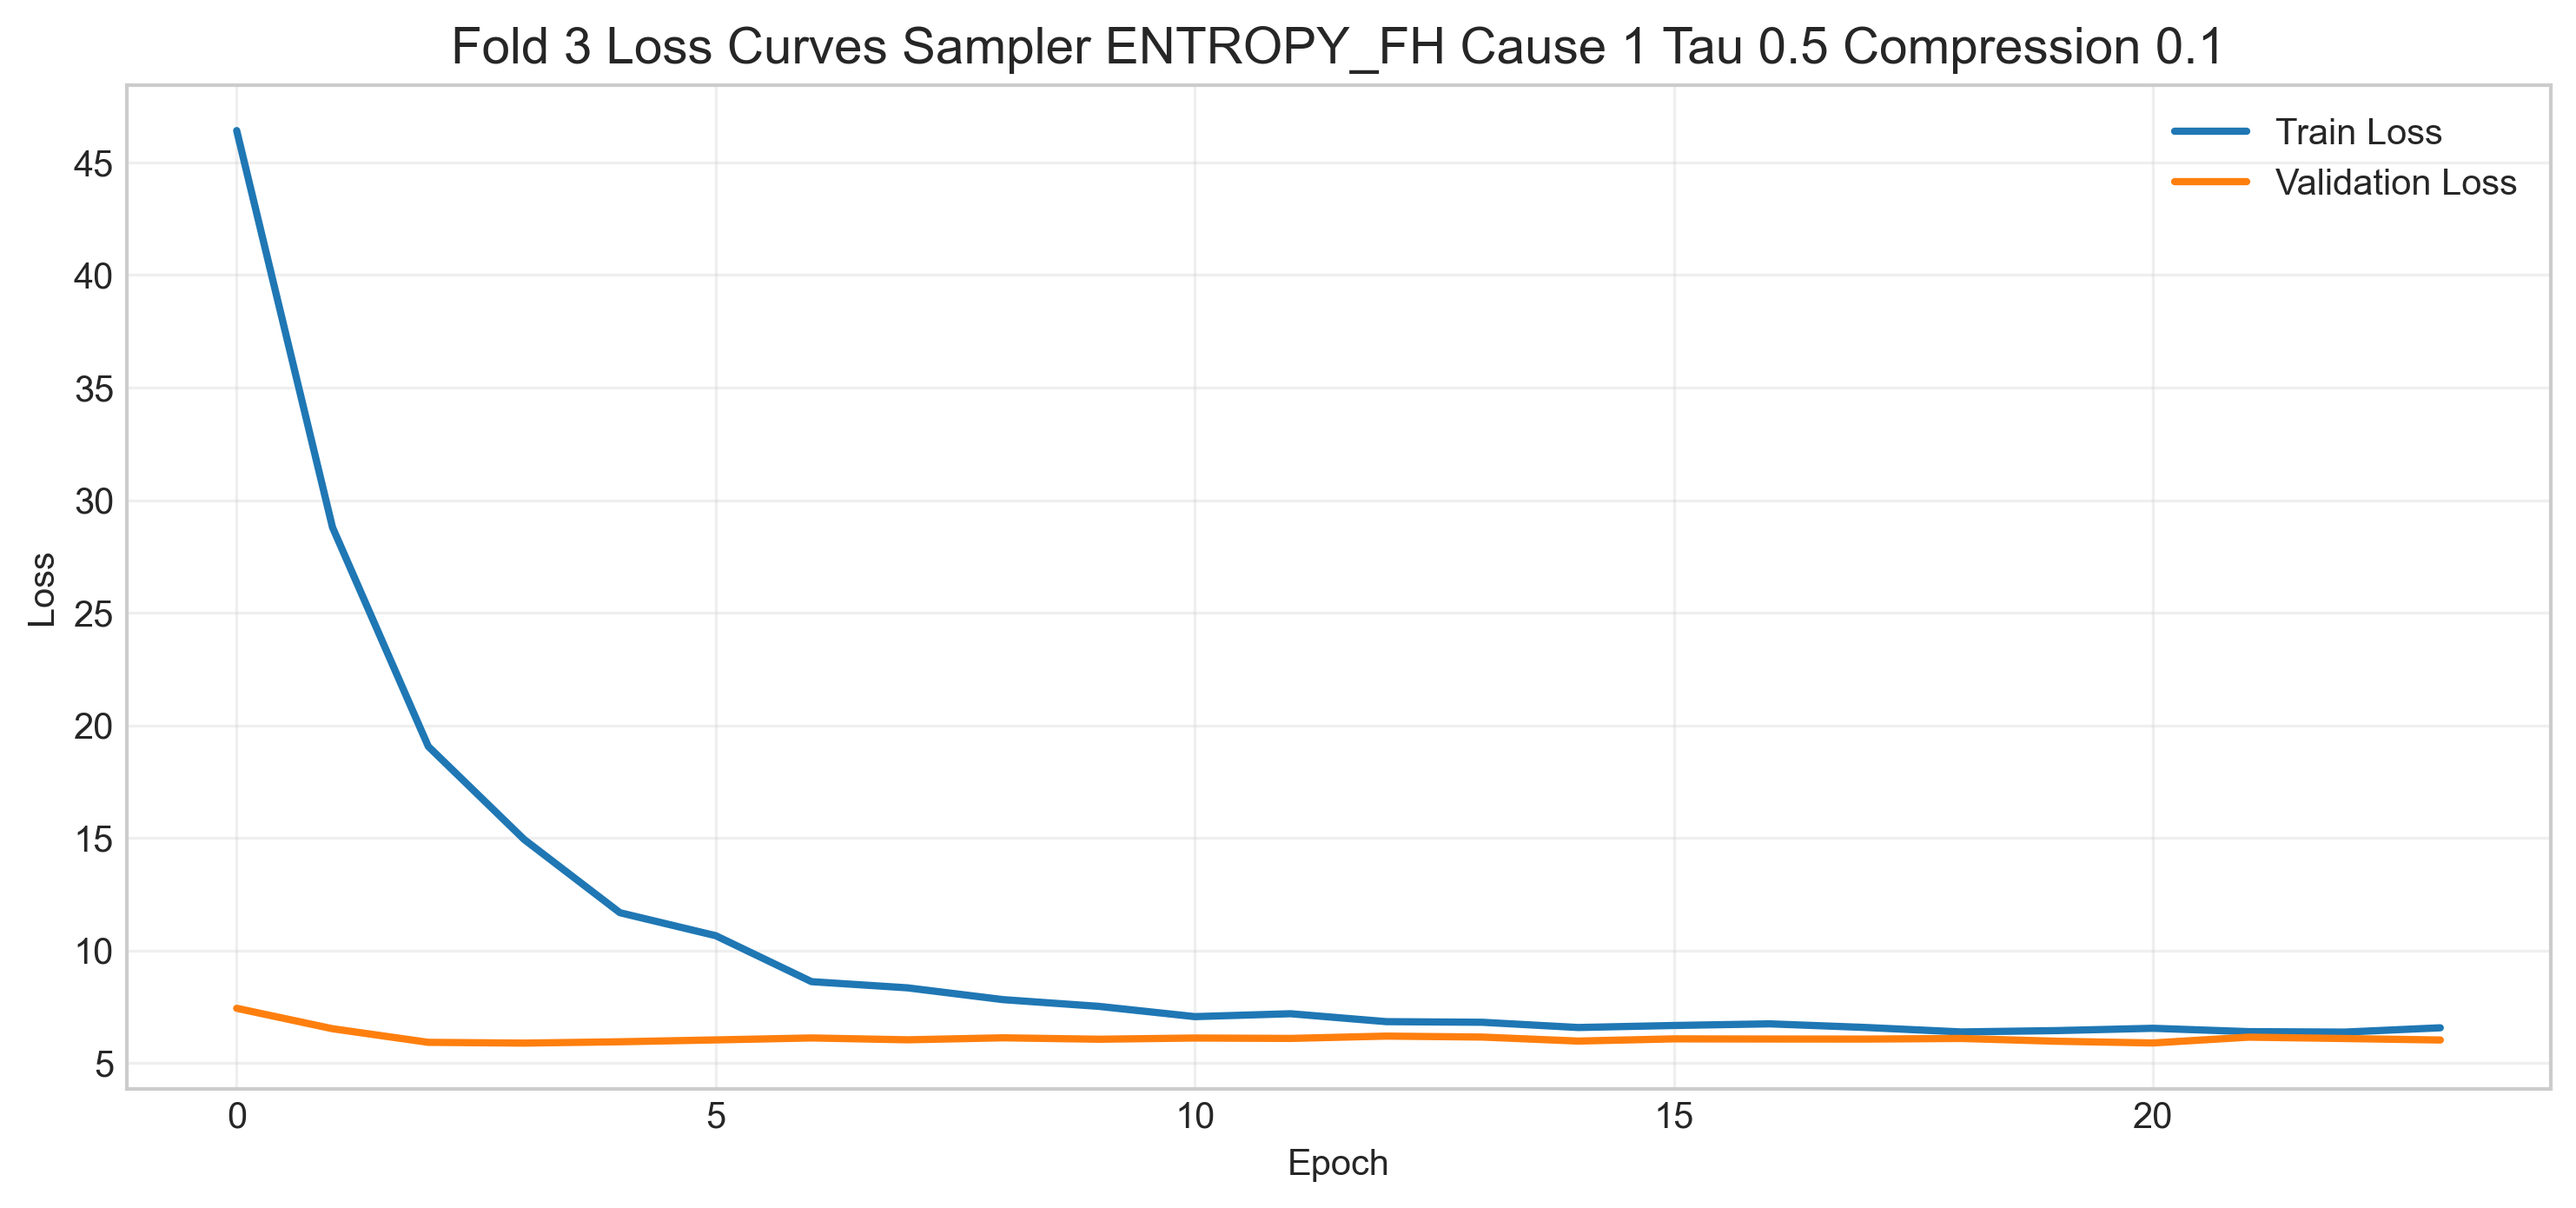 Fold 3 Loss Curves Sampler ENTROPY_FH Cause 1 Tau 0.5 Compression 0.1
Train Loss
Validation Loss
45
40
35
30
25
20
15
10
5
Loss
0 5 10 15 20
Epoch